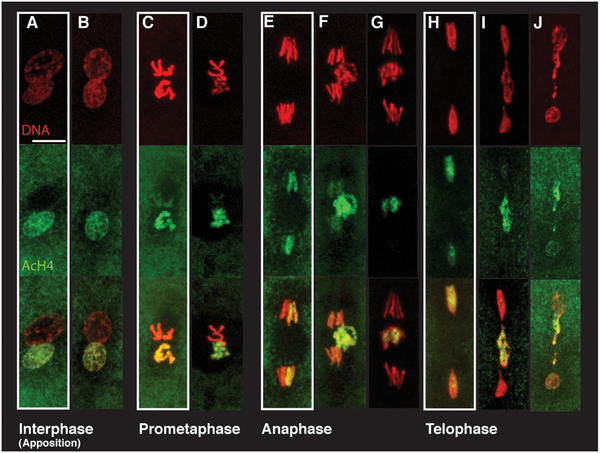 A B C D E F G H I J
DNA
AcH4
Interphase
(Apposition)
Prometaphase
Anaphase
Telophase